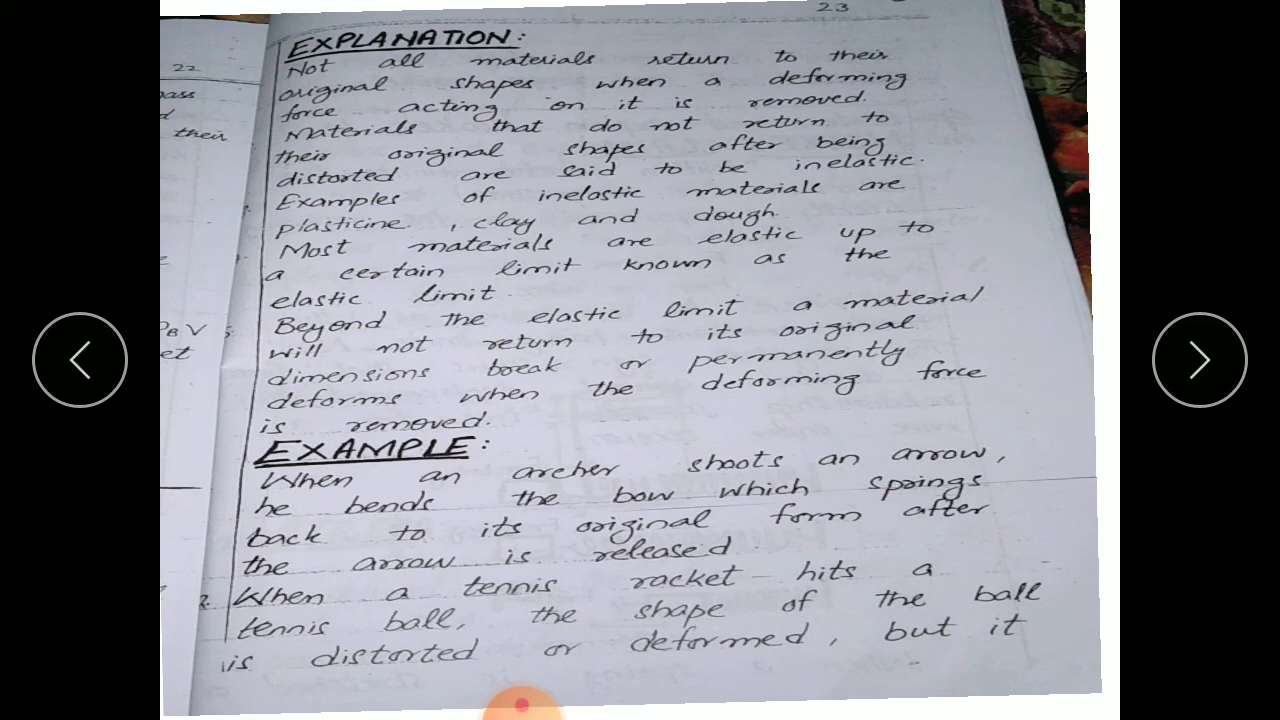 23
EXPLANATION:
Not all materials return to their
original shapes when a deforming
force acting on it is removed.
Materials that do not return to
their original shapes after being
distorted are said to be inelastic.
Examples of inelastic materials are
plasticine, clay and dough.
Most materials are elastic up to
a certain limit known as the
elastic limit.
Beyond the elastic limit a material
will not return to its original
dimensions break or permanently
deforms when the deforming force
is removed.
EXAMPLE:
When an archer shoots an arrow,
he bends the bow which springs
back to its original form after
the arrow is released
When a tennis racket hits a
tennis ball, the shape of the ball
is distorted or deformed, but it
22
their